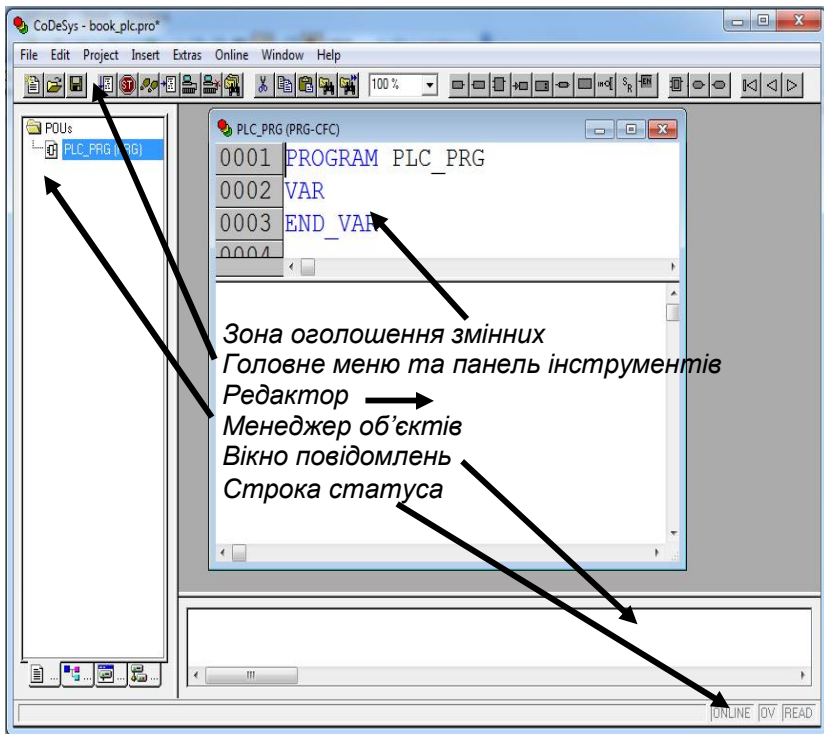 CoDeSys - book_plc.pro*
File Edit Project Insert Extras Online Window Help
100 %
POUs
PLC_PRG (PRG)
PLC_PRG (PRG-CFC)
0001 PROGRAM PLC_PRG
0002 VAR
0003 END_VAR
0004
Зона оголошення змінних
Головне меню та панель інструментів
Редактор
Менеджер об’єктів
Вікно повідомлень
Строка статуса
ONLINE OV READ